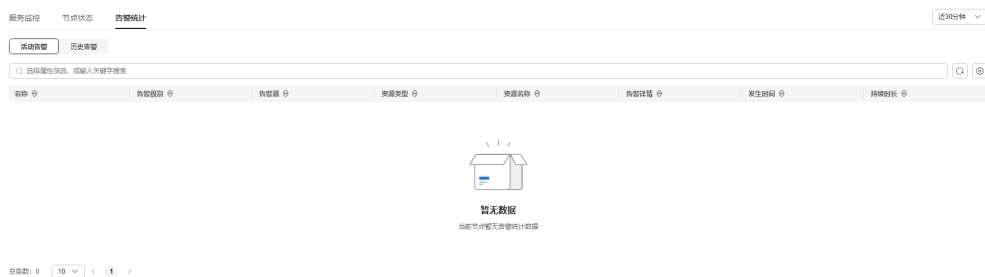 服务监控 节点状态 告警统计 近30分钟
活动告警 历史告警
选择属性筛选，或输入关键字搜索
名称 告警级别 告警源 资源类型 资源名称 告警详情 发生时间 持续时长
暂无数据
当前节点暂无告警统计数据
总条数：0 10 1